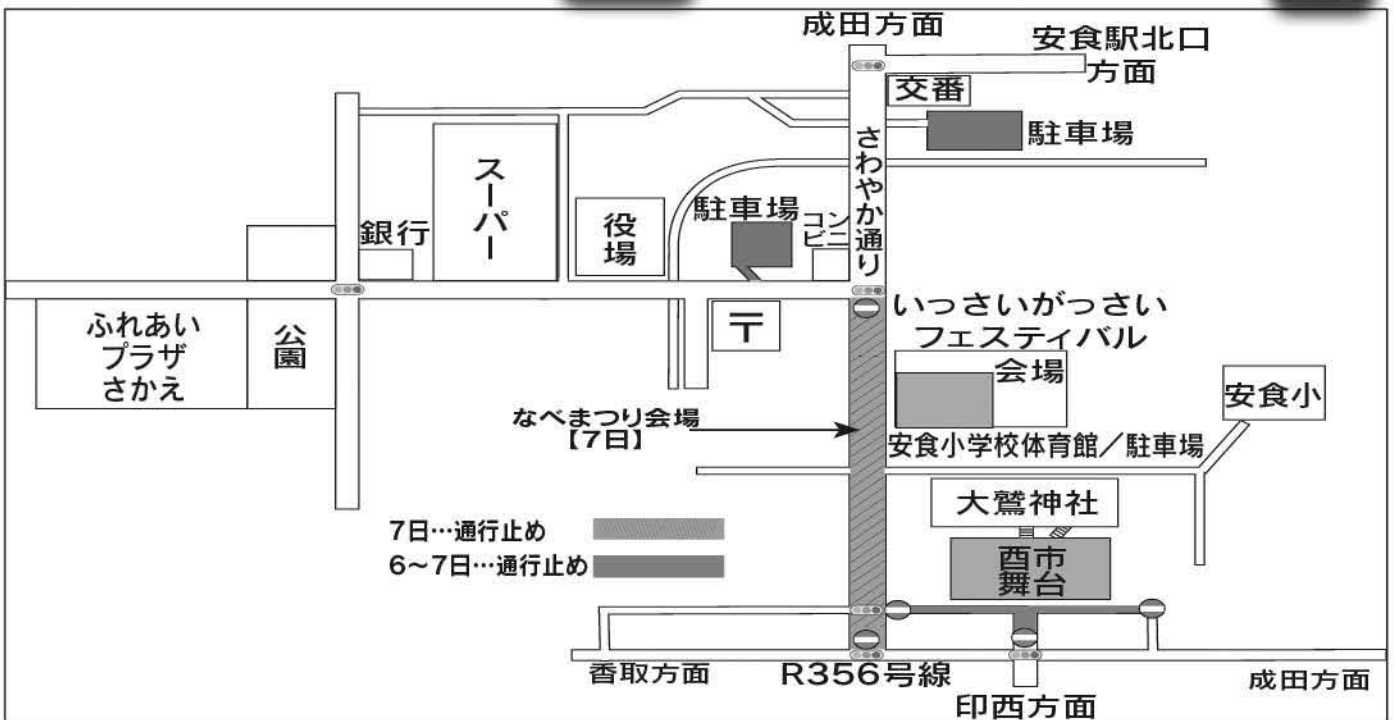 成田方面
安食駅北口
方面
交番
駐車場
さわやか通り
スーパー
役場
駐車場
コン
ビニ
銀行
ふれあい
プラザ
さかえ
公園
〒
いっさいがっさい
フェスティバル
会場
安食小
なべまつり会場
【7日】
安食小学校体育館／駐車場
大鷲神社
酉市
舞台
7日…通行止め
6～7日…通行止め
香取方面
R356号線
印西方面
成田方面